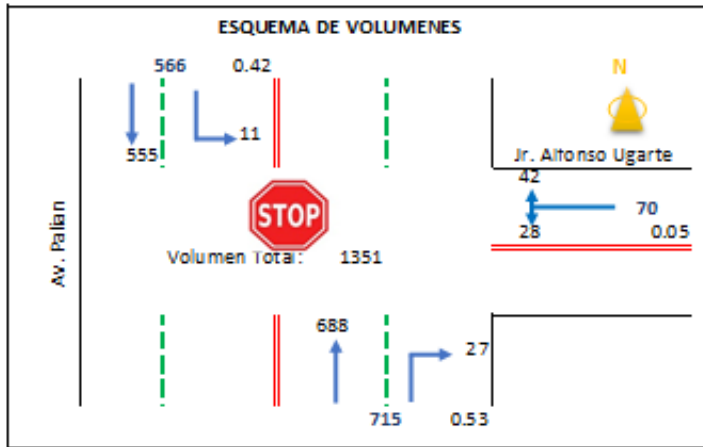 ESQUEMA DE VOLUMENES
566 0.42
N
11
555
Jr. Alfonso Ugarte
42
STOP
70
28 0.05
Av. Palian
Volumen Total: 1351
688
27
715 0.53